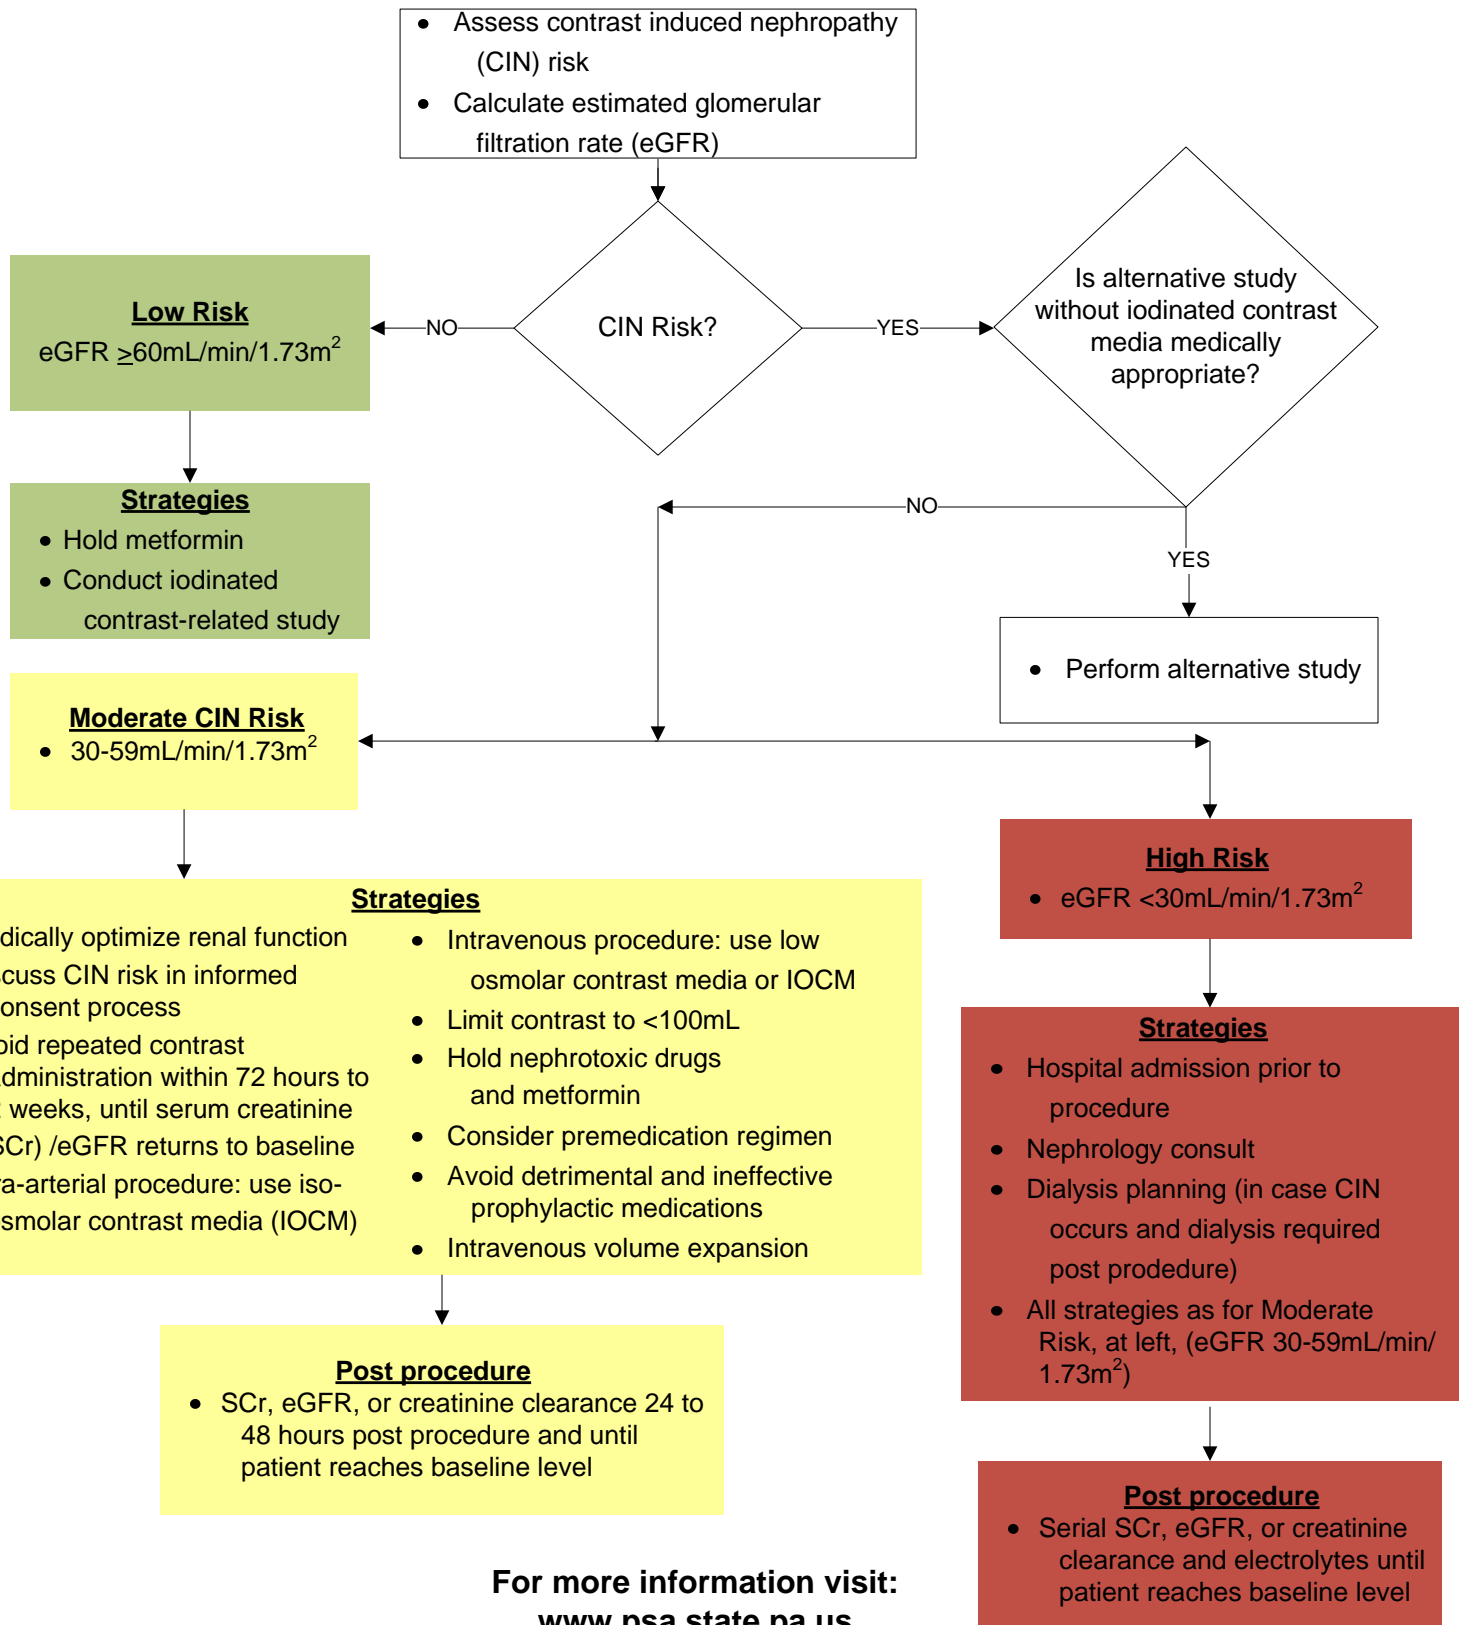 • Assess contrast induced nephropathy
(CIN) risk
• Calculate estimated glomerular
filtration rate (eGFR)
CIN Risk?
NO
YES
Is alternative study
without iodinated contrast
media medically
appropriate?
Low Risk
eGFR ≥60mL/min/1.73m²
Strategies
• Hold metformin
• Conduct iodinated
contrast-related study
NO
YES
• Perform alternative study
Moderate CIN Risk
• 30-59mL/min/1.73m²
High Risk
• eGFR <30mL/min/1.73m²
Strategies
dically optimize renal function
cuss CIN risk in informed
onsent process
oid repeated contrast
dministration within 72 hours to
weeks, until serum creatinine
SCr) /eGFR returns to baseline
ra-arterial procedure: use iso-
smolar contrast media (IOCM)
• Intravenous procedure: use low
osmolar contrast media or IOCM
• Limit contrast to <100mL
• Hold nephrotoxic drugs
and metformin
• Consider premedication regimen
• Avoid detrimental and ineffective
prophylactic medications
• Intravenous volume expansion
Strategies
• Hospital admission prior to
procedure
• Nephrology consult
• Dialysis planning (in case CIN
occurs and dialysis required
post prodedure)
• All strategies as for Moderate
Risk, at left, (eGFR 30-59mL/min/
1.73m²)
Post procedure
• SCr, eGFR, or creatinine clearance 24 to
48 hours post procedure and until
patient reaches baseline level
Post procedure
• Serial SCr, eGFR, or creatinine
clearance and electrolytes until
patient reaches baseline level
For more information visit:
www.psa.state.pa.us